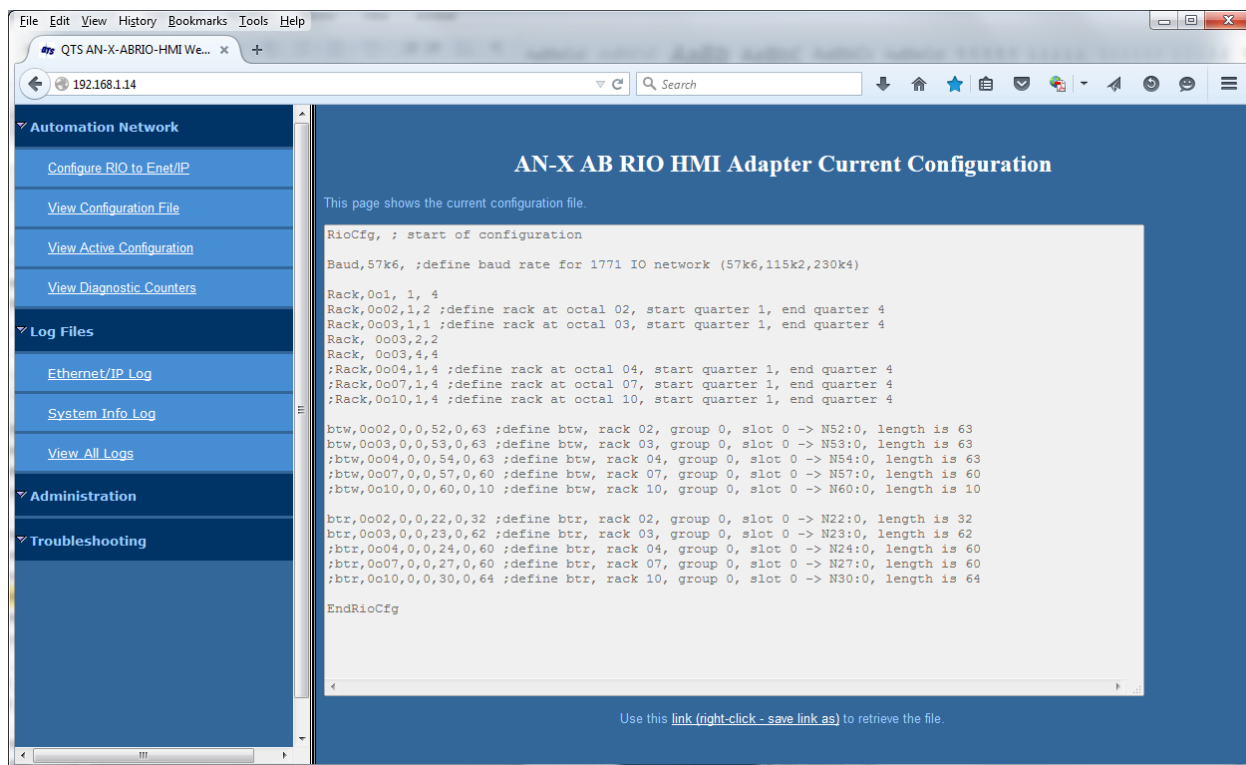 File Edit View History Bookmarks Tools Help
QTS AN-X-ABRIO-HMI We... × +
192.168.1.14
Search
Automation Network
Configure RIO to Enet/IP
View Configuration File
View Active Configuration
View Diagnostic Counters
Log Files
Ethernet/IP Log
System Info Log
View All Logs
Administration
Troubleshooting
AN-X AB RIO HMI Adapter Current Configuration
This page shows the current configuration file.
RioCfg, ; start of configuration
Baud,57k6, ;define baud rate for 1771 IO network (57k6,115k2,230k4)
Rack,0o1, 1, 4
Rack,0o02,1,2 ;define rack at octal 02, start quarter 1, end quarter 4
Rack,0o03,1,1 ;define rack at octal 03, start quarter 1, end quarter 4
Rack, 0o03,2,2
Rack, 0o03,4,4
;Rack,0o04,1,4 ;define rack at octal 04, start quarter 1, end quarter 4
;Rack,0o07,1,4 ;define rack at octal 07, start quarter 1, end quarter 4
;Rack,0o10,1,4 ;define rack at octal 10, start quarter 1, end quarter 4
btw,0o02,0,0,52,0,63 ;define btw, rack 02, group 0, slot 0 -> N52:0, length is 63
btw,0o03,0,0,53,0,63 ;define btw, rack 03, group 0, slot 0 -> N53:0, length is 63
;btw,0o04,0,0,54,0,63 ;define btw, rack 04, group 0, slot 0 -> N54:0, length is 63
;btw,0o07,0,0,57,0,60 ;define btw, rack 07, group 0, slot 0 -> N57:0, length is 60
;btw,0o10,0,0,60,0,10 ;define btw, rack 10, group 0, slot 0 -> N60:0, length is 10
btr,0o02,0,0,22,0,32 ;define btr, rack 02, group 0, slot 0 -> N22:0, length is 32
btr,0o03,0,0,23,0,62 ;define btr, rack 03, group 0, slot 0 -> N23:0, length is 62
;btr,0o04,0,0,24,0,60 ;define btr, rack 04, group 0, slot 0 -> N24:0, length is 60
;btr,0o07,0,0,27,0,60 ;define btr, rack 07, group 0, slot 0 -> N27:0, length is 60
;btr,0o10,0,0,30,0,64 ;define btr, rack 10, group 0, slot 0 -> N30:0, length is 64
EndRioCfg
Use this link (right-click - save link as) to retrieve the file.